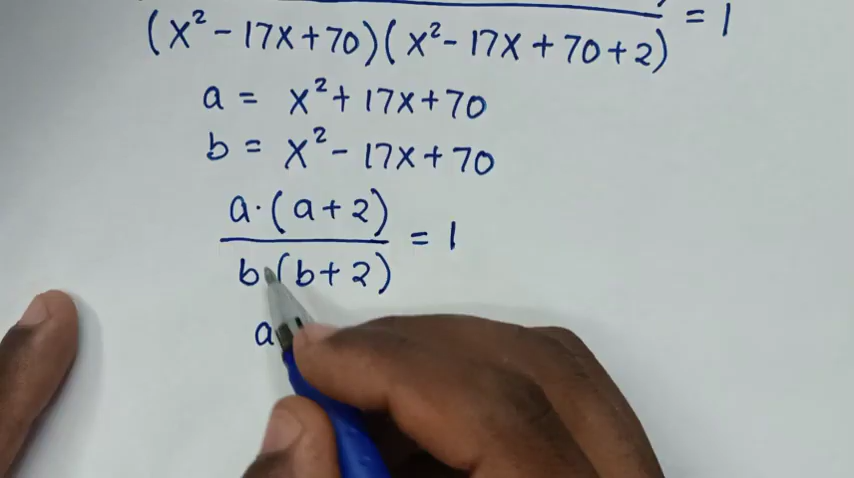 = 1
(x² - 17x + 70)(x² - 17x + 70 + 2)
a = x² + 17x + 70
b = x² - 17x + 70
a · (a + 2)
= 1
b · (b + 2)
a